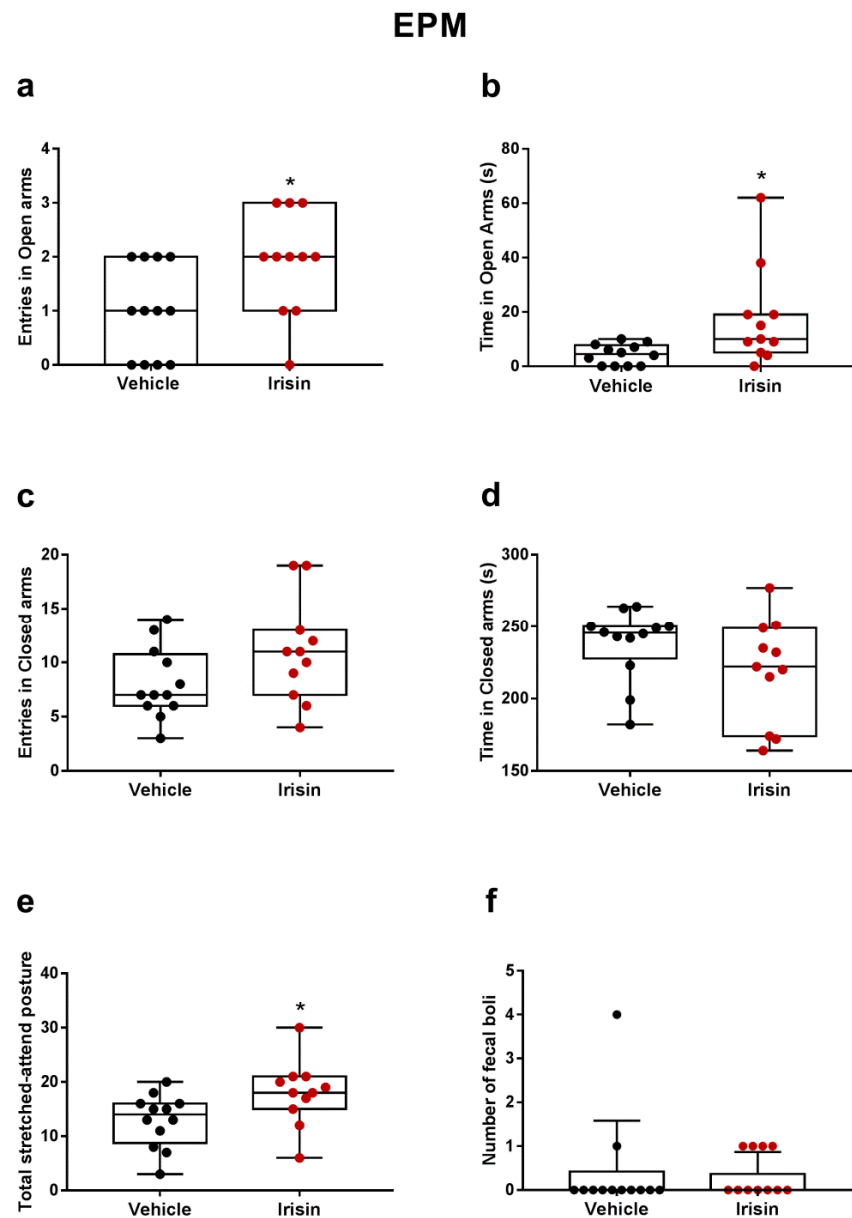 EPM
a
Entries in Open arms
4
3
2
1
0
*
Vehicle
Irisin
b
Time in Open Arms (s)
80
60
40
20
0
*
Vehicle
Irisin
c
Entries in Closed arms
20
15
10
5
0
Vehicle
Irisin
d
Time in Closed arms (s)
300
250
200
150
Vehicle
Irisin
e
Total stretched-attend posture
40
30
20
10
0
*
Vehicle
Irisin
f
Number of fecal boli
5
4
3
2
1
0
Vehicle
Irisin